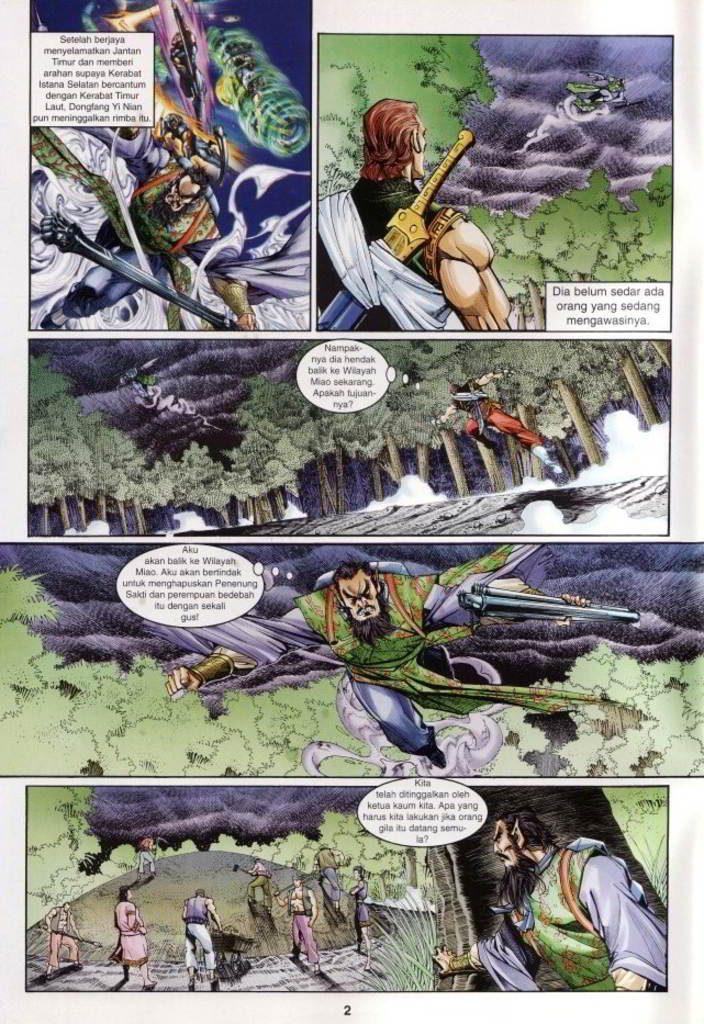 Setelah berjaya
menyelamatkan Jantan
Timur dan memberi
arahan supaya Kerabat
Istana Selatan bercantum
dengan Kerabat Timur
Laut, Dongfang Yi Nian
pun meninggalkan rimba itu.
Dia belum sedar ada
orang yang sedang
mengawasinya.
Nampak-
nya dia hendak
balik ke Wilayah
Miao sekarang.
Apakah tujuan-
nya?
Aku
akan balik ke Wilayah
Miao. Aku akan bertindak
untuk menghapuskan Penenung
Sakti dan perempuan bedebah
itu dengan sekali
gus!
Kita
telah ditinggalkan oleh
ketua kaum kita. Apa yang
harus kita lakukan jika orang
gila itu datang semu-
la?
2